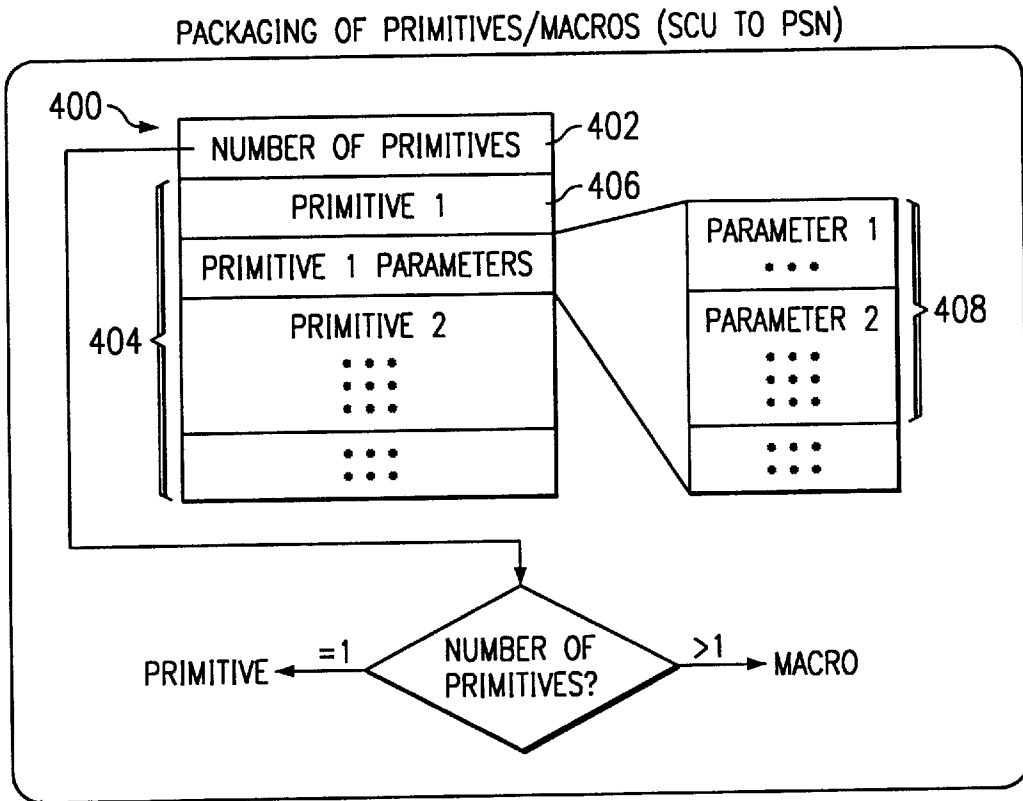 PACKAGING OF PRIMITIVES/MACROS (SCU TO PSN)
400
NUMBER OF PRIMITIVES
402
PRIMITIVE 1
406
PRIMITIVE 1 PARAMETERS
PRIMITIVE 2
404
PARAMETER 1
PARAMETER 2
408
NUMBER OF
PRIMITIVES?
=1
PRIMITIVE
>1
MACRO